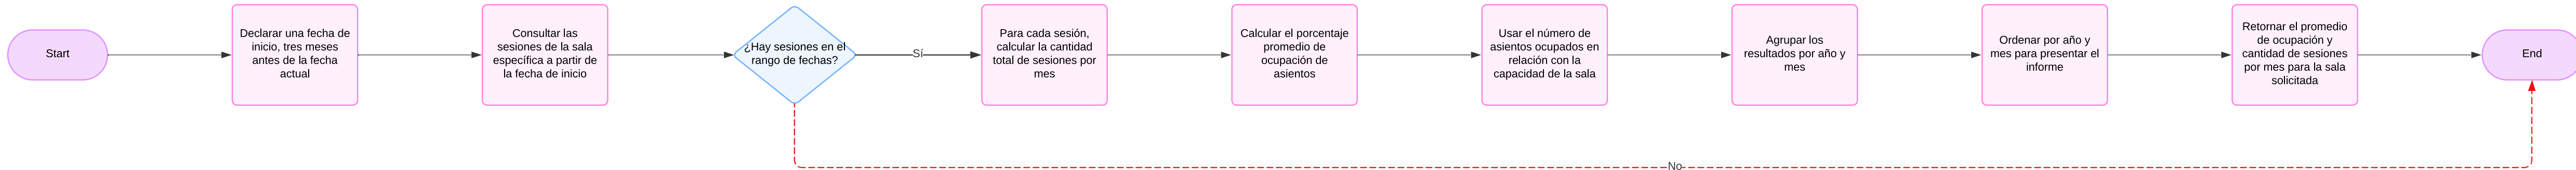 Start
Declarar una fecha de
inicio, tres meses
antes de la fecha
actual
Consultar las
sesiones de la sala
específica a partir de
la fecha de inicio
¿Hay sesiones en el
rango de fechas?
Sí
Para cada sesión,
calcular la cantidad
total de sesiones por
mes
Calcular el porcentaje
promedio de
ocupación de
asientos
Usar el número de
asientos ocupados en
relación con la
capacidad de la sala
Agrupar los
resultados por año y
mes
Ordenar por año y
mes para presentar el
informe
Retornar el promedio
de ocupación y
cantidad de sesiones
por mes para la sala
solicitada
End
No